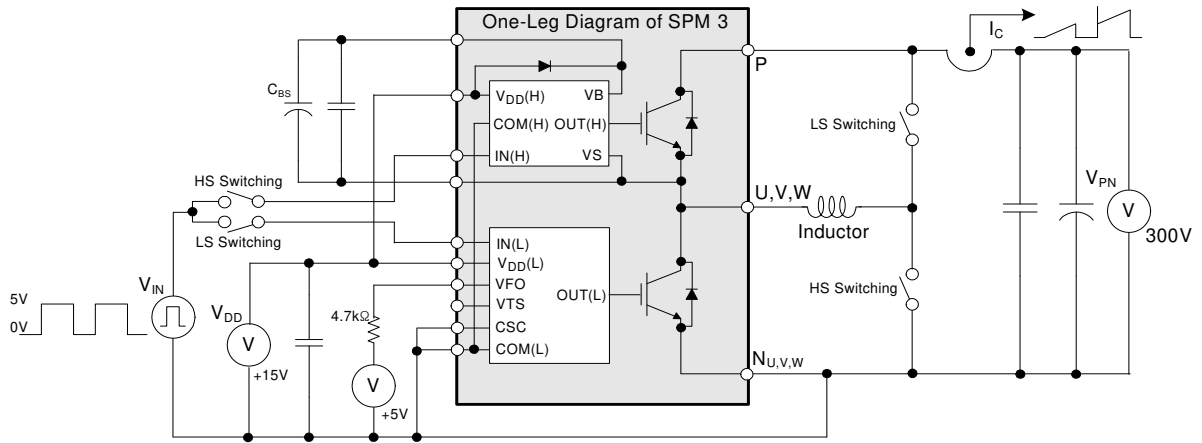 One-Leg Diagram of SPM 3
I_C
P
C_BS
V_DD(H)
VB
COM(H)
OUT(H)
LS Switching
IN(H)
VS
HS Switching
U,V,W
V_PN
V
300V
Inductor
LS Switching
IN(L)
V_DD(L)
VFO
VTS
OUT(L)
HS Switching
CSC
COM(L)
V_IN
5V
0V
V_DD
V
+15V
4.7kΩ
V
+5V
N_U,V,W